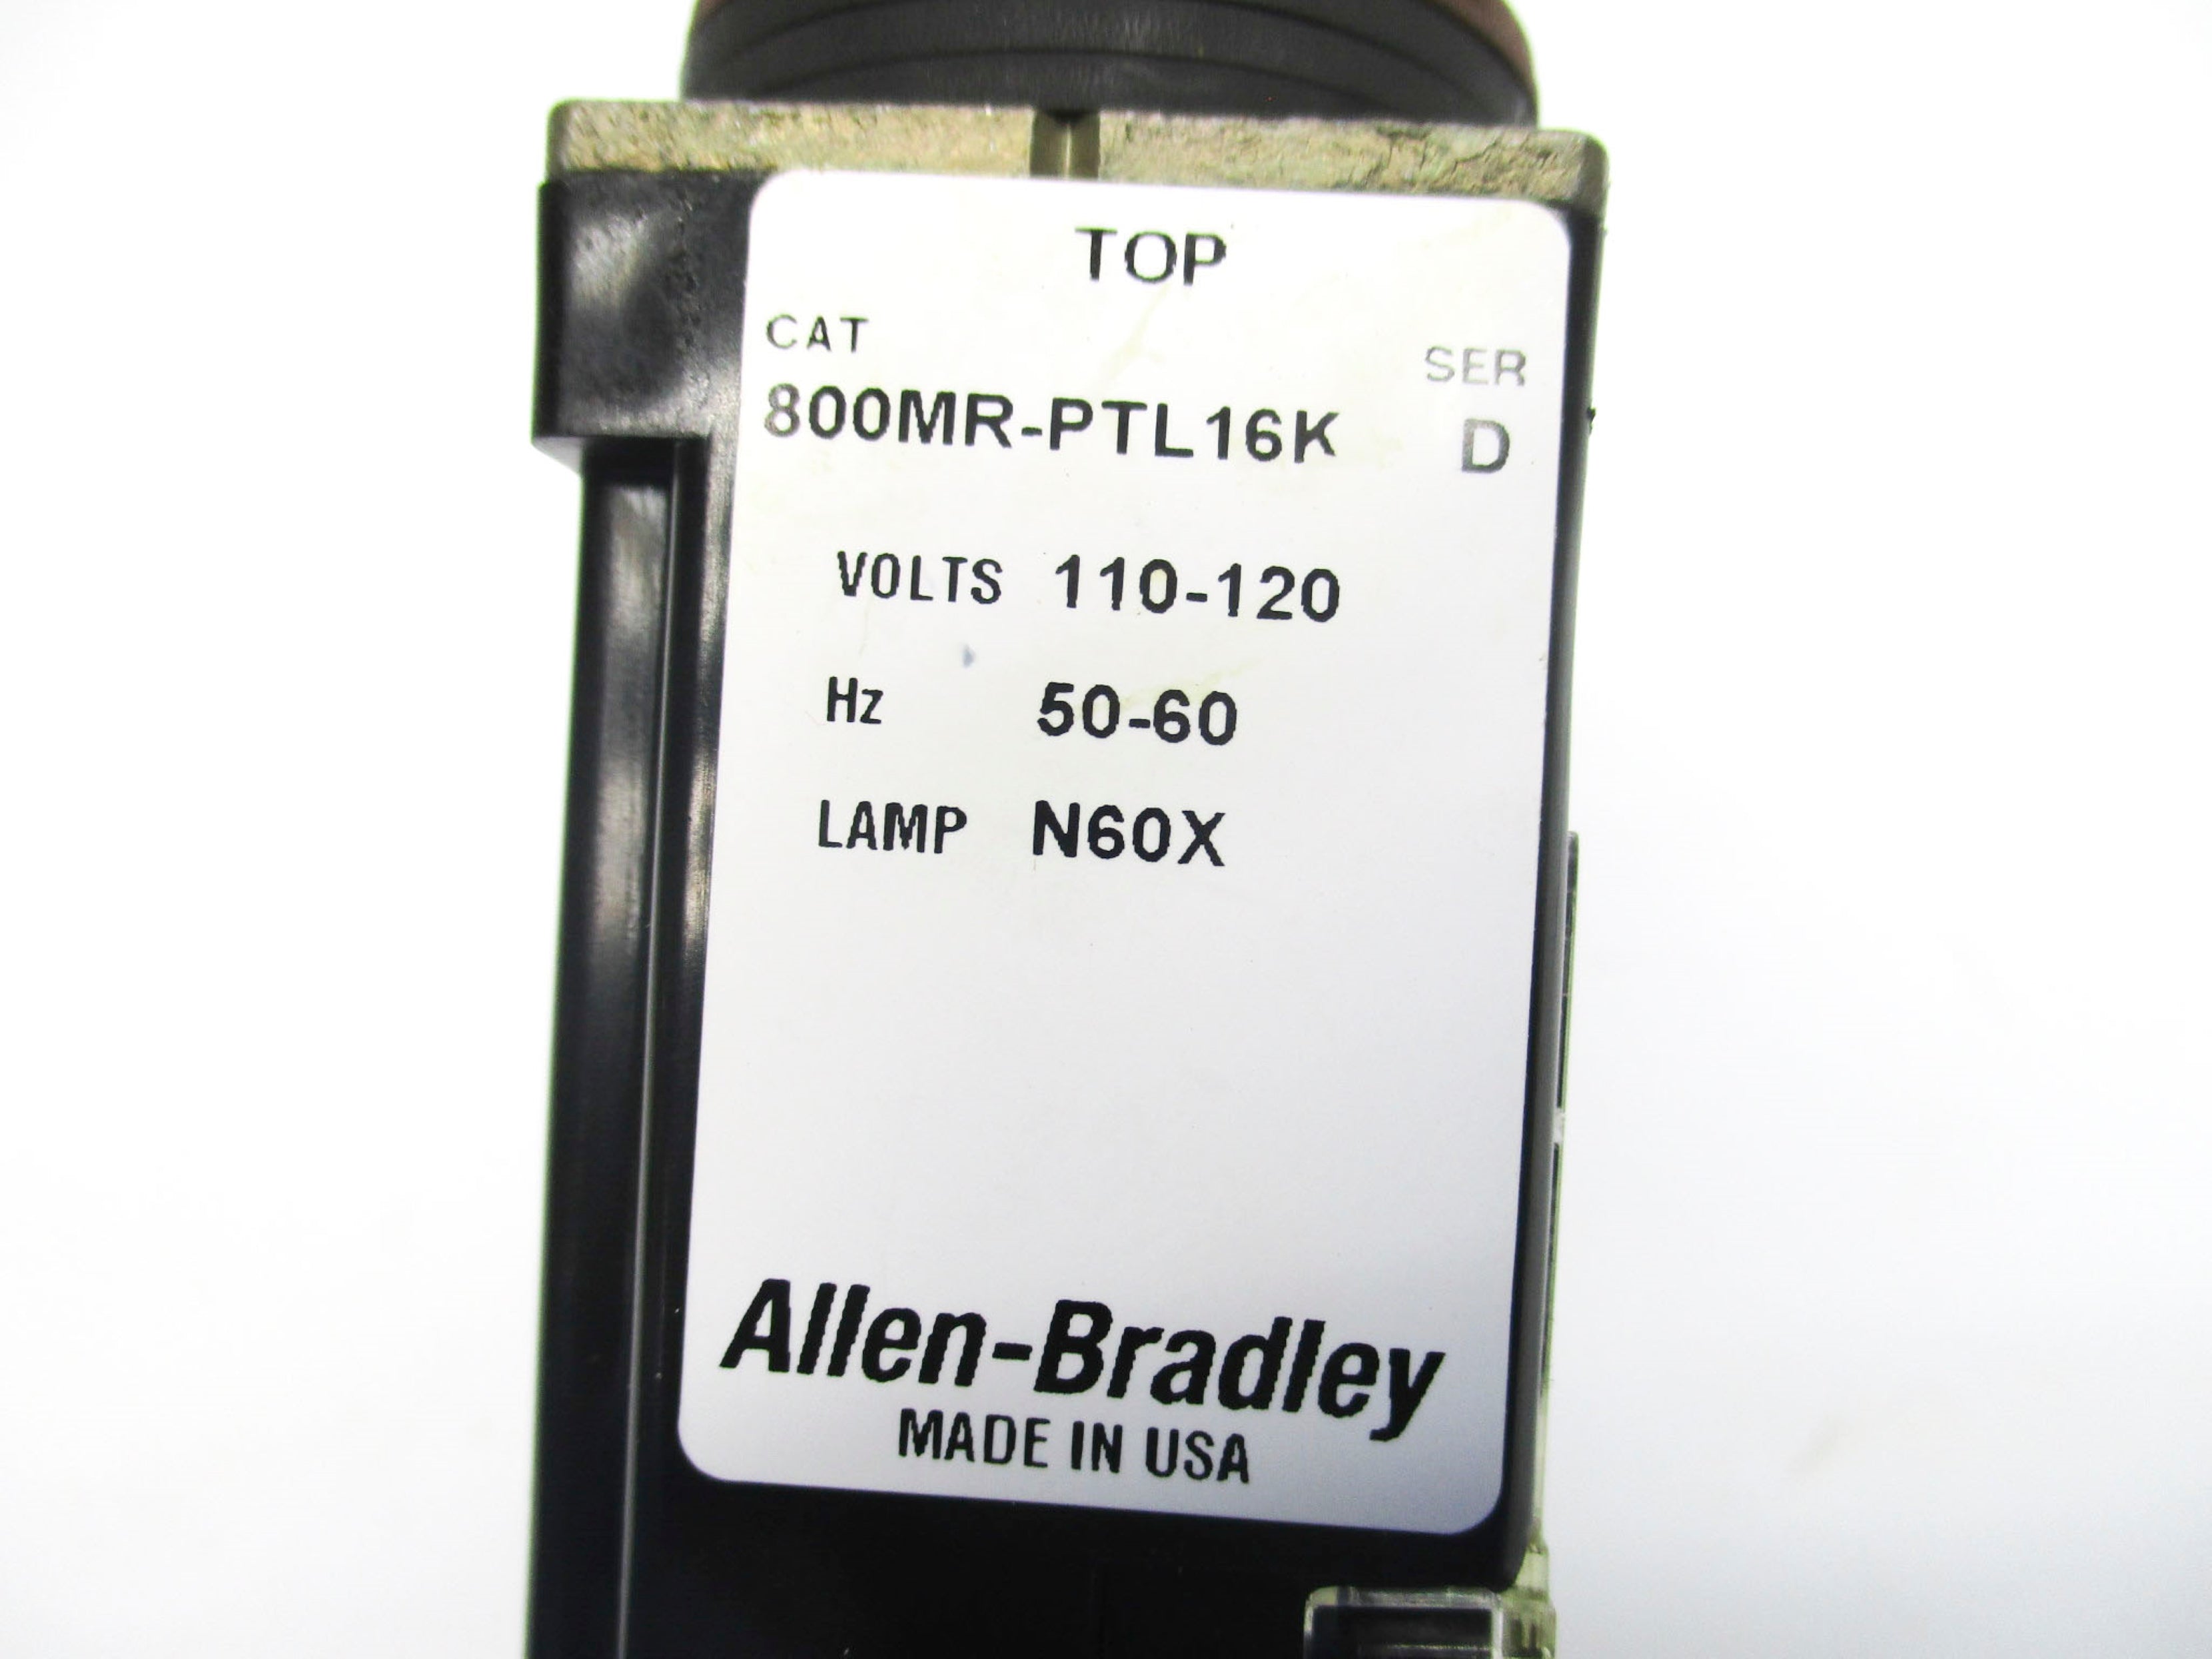 TOP
CAT SER
800MR-PTL16K D
VOLTS 110-120
Hz 50-60
LAMP N60X
Allen-Bradley
MADE IN USA